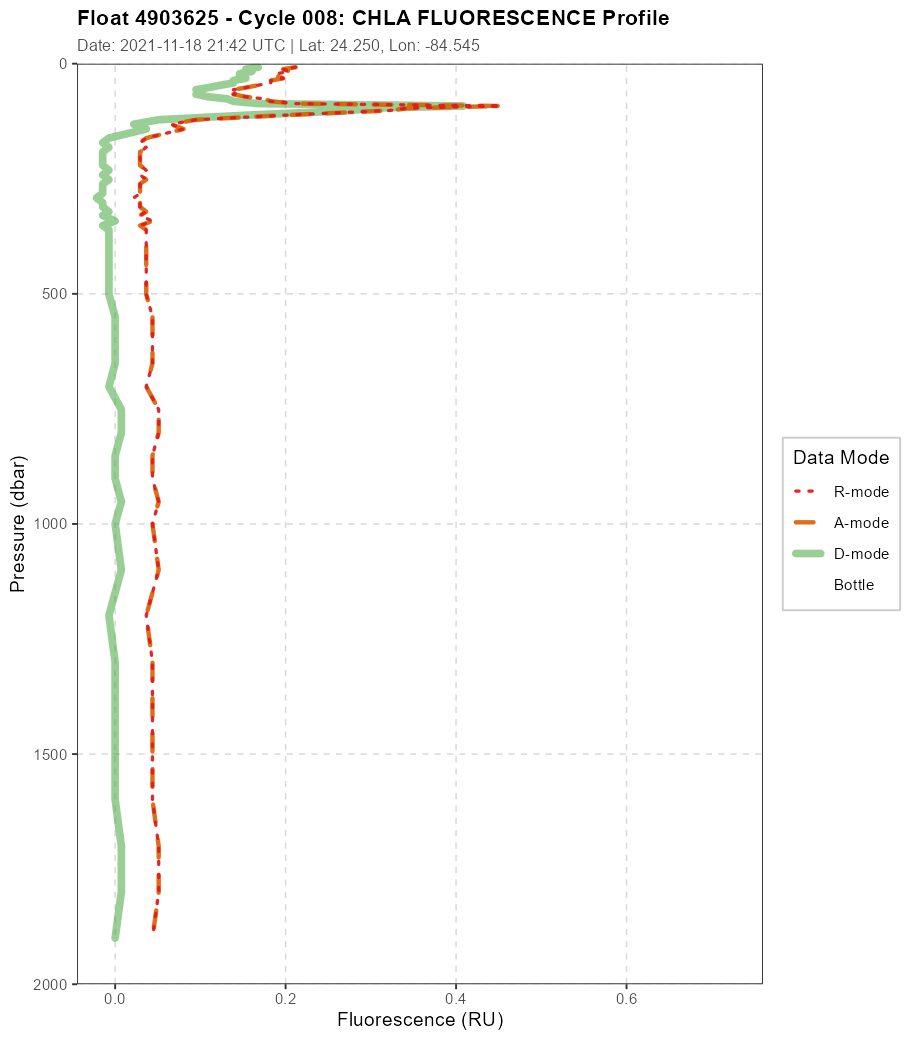 Float 4903625 - Cycle 008: CHLA FLUORESCENCE Profile
Date: 2021-11-18 21:42 UTC | Lat: 24.250, Lon: -84.545
0
500
1000
1500
2000
Pressure (dbar)
0.0 0.2 0.4 0.6
Fluorescence (RU)
Data Mode
R-mode
A-mode
D-mode
Bottle